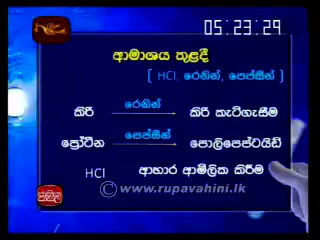 05:23:29
ආමාශය තුළදී
[ HCl, රෙනින්, පෙප්සීන් ]
රෙනින්
කිරි කිරි කැටිගැසීම
පෙප්සීන්
ප්‍රෝටීන පොලිපෙප්ටයිඩ්
HCl ආහාර ආම්ලික කිරීම
©www.rupavahini.lk